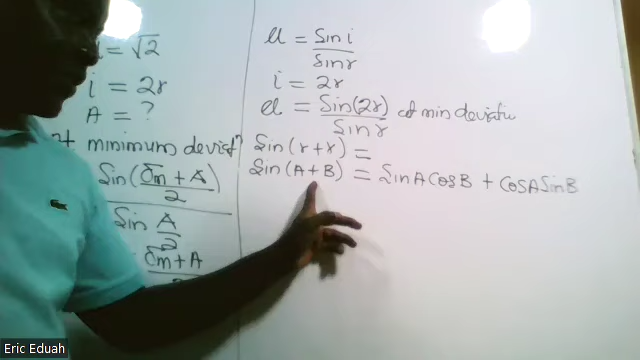 = √2
i = 2r
A = ?
At minimum deviatⁿ
Sin(δm + A)
2
Sin A
2
δm + A
μ = Sin i
Sin r
i = 2r
μ = Sin(2r) at min deviatn
Sin r
Sin(r + r) =
Sin(A + B) = SinA CosB + CosA SinB
Eric Eduah